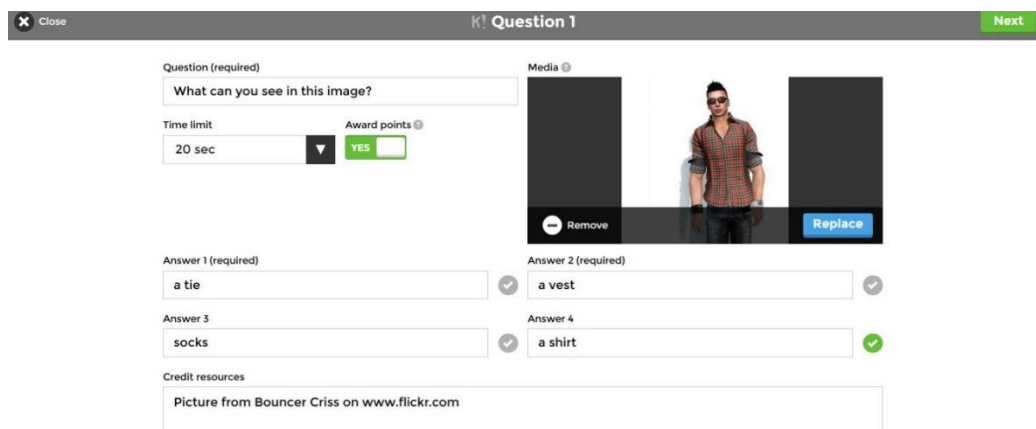 Close K! Question 1 Next
Question (required) Media
What can you see in this image?
Time limit Award points
20 sec YES
Remove Replace
Answer 1 (required) Answer 2 (required)
a tie a vest
Answer 3 Answer 4
socks a shirt
Credit resources
Picture from Bouncer Criss on www.flickr.com